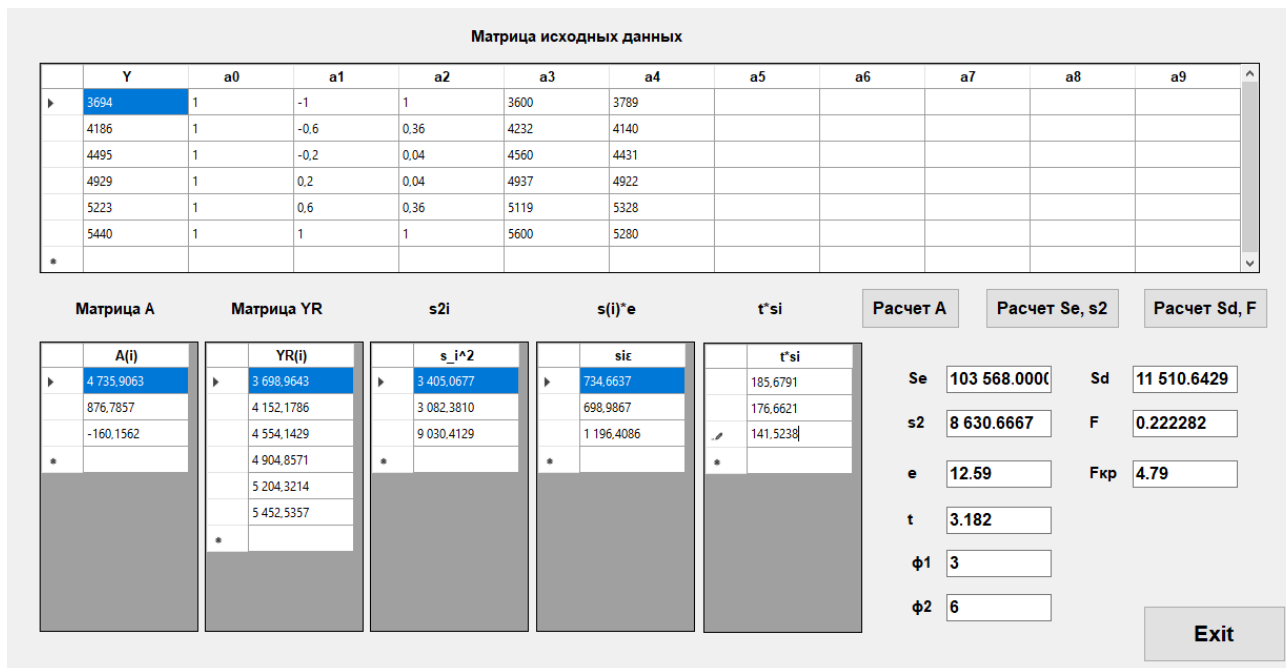 Матрица исходных данных
Y a0 a1 a2 a3 a4 a5 a6 a7 a8 a9
3694 1 -1 1 3600 3789
4186 1 -0,6 0,36 4232 4140
4495 1 -0,2 0,04 4560 4431
4929 1 0,2 0,04 4937 4922
5223 1 0,6 0,36 5119 5328
5440 1 1 1 5600 5280
Матрица А Матрица YR s2i s(i)*e t*si Расчет А Расчет Se, s2 Расчет Sd, F
A(i) YR(i) s_i^2 siε t*si
4 735,9063 3 698,9643 3 405,0677 734,6637 185,6791
876,7857 4 152,1786 3 082,3810 698,9867 176,6621
-160,1562 4 554,1429 9 030,4129 1 196,4086 141,5238
4 904,8571
5 204,3214
5 452,5357
Se 103 568.000( Sd 11 510.6429
s2 8 630.6667 F 0.222282
e 12.59 Fкр 4.79
t 3.182
ф1 3
ф2 6
Exit